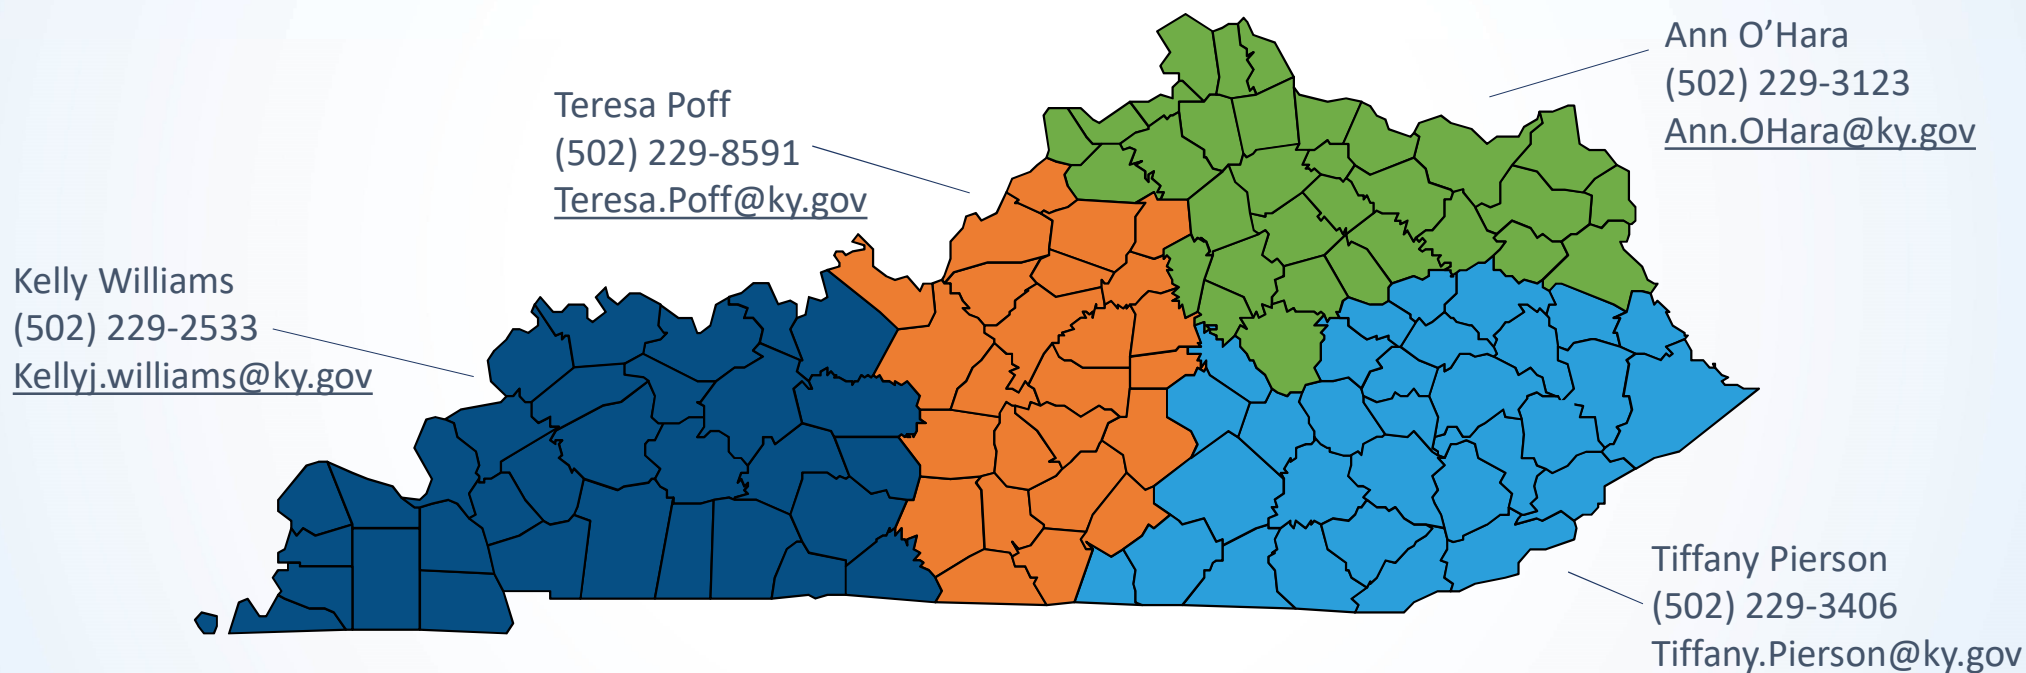 Ann O’Hara
(502) 229-3123
Ann.OHara@ky.gov
Teresa Poff
(502) 229-8591
Teresa.Poff@ky.gov
Kelly Williams
(502) 229-2533
Kellyj.williams@ky.gov
Tiffany Pierson
(502) 229-3406
Tiffany.Pierson@ky.gov